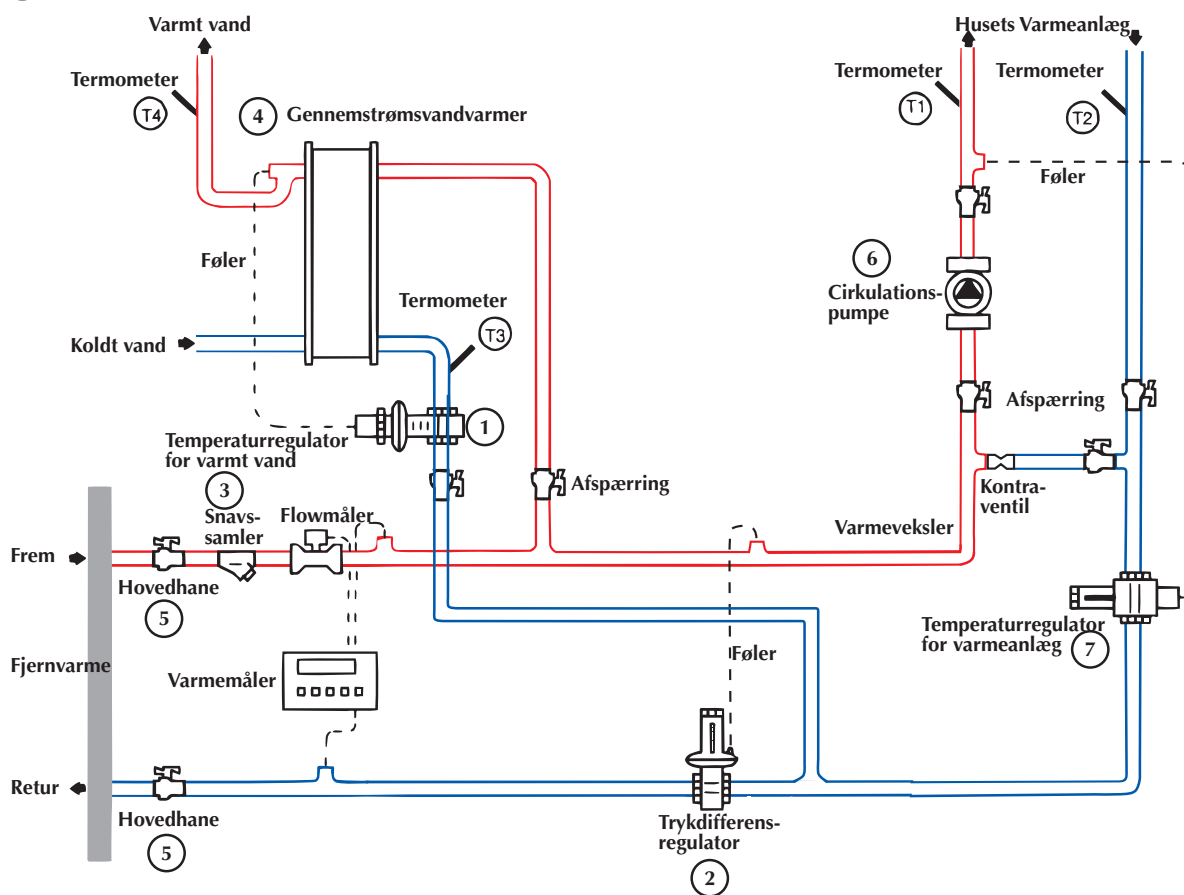 Varmt vand
Husets Varmeanlæg
Termometer
T4
4
Gennemstrømsvandvarmer
Termometer
T1
Termometer
T2
Føler
Føler
6
Cirkulations-
pumpe
Termometer
T3
Koldt vand
1
Temperaturregulator
for varmt vand
3
Afspærring
Afspærring
Kontra-
ventil
Snavs-
samler
Flowmåler
Varmeveksler
Frem
Hovedhane
5
Fjernvarme
Varmemåler
Føler
Temperaturregulator
for varmeanlæg
7
Retur
Hovedhane
5
Trykdifferens-
regulator
2